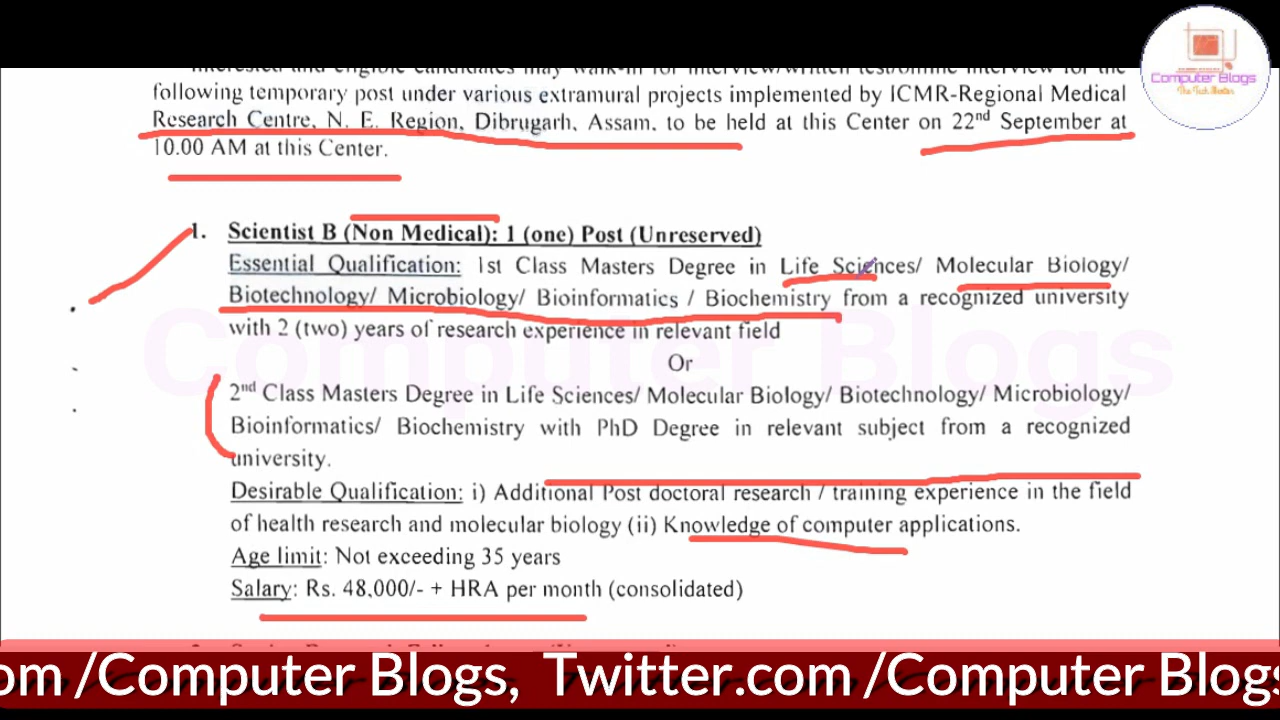 Computer Blogs
The Tech Master
following temporary post under various extramural projects implemented by ICMR-Regional Medical
Research Centre, N. E. Region, Dibrugarh, Assam, to be held at this Center on 22nd September at
10.00 AM at this Center.
1. Scientist B (Non Medical): 1 (one) Post (Unreserved)
Essential Qualification: 1st Class Masters Degree in Life Sciences/ Molecular Biology/
Biotechnology/ Microbiology/ Bioinformatics / Biochemistry from a recognized university
with 2 (two) years of research experience in relevant field
Or
2nd Class Masters Degree in Life Sciences/ Molecular Biology/ Biotechnology/ Microbiology/
Bioinformatics/ Biochemistry with PhD Degree in relevant subject from a recognized
university.
Desirable Qualification: i) Additional Post doctoral research / training experience in the field
of health research and molecular biology (ii) Knowledge of computer applications.
Age limit: Not exceeding 35 years
Salary: Rs. 48,000/- + HRA per month (consolidated)
Computer Blogs
om /Computer Blogs, Twitter.com /Computer Blogs